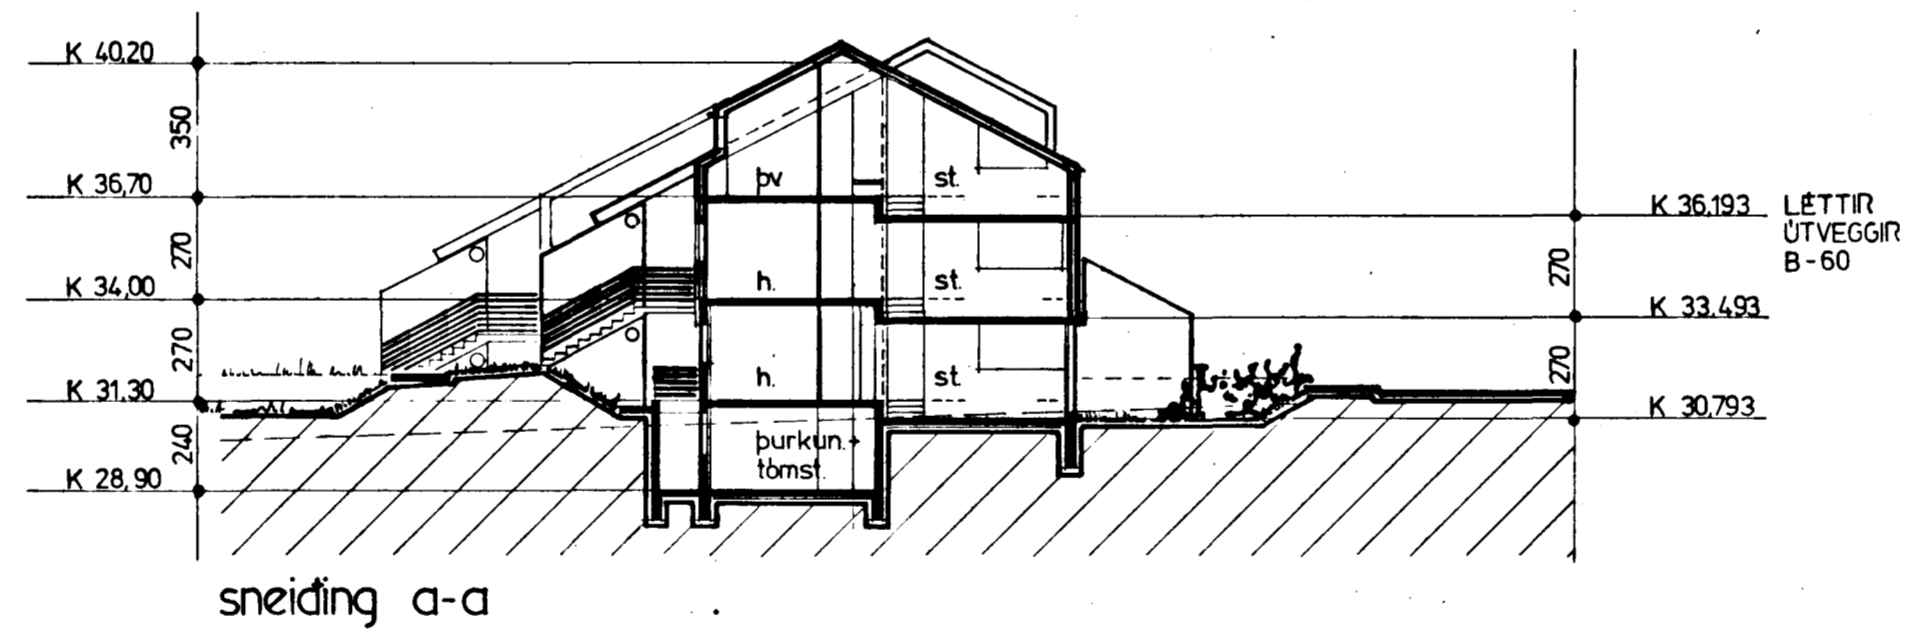 K 40,20
350
K 36,70
270
K 34,00
270
K 31,30
240
K 28,90
þv
st.
h.
st.
h.
st.
þurkun.+
tómst.
K 36,193
LÉTTIR
ÚTVEGGIR
B-60
270
K 33.493
270
K 30,793
sneiðing a-a